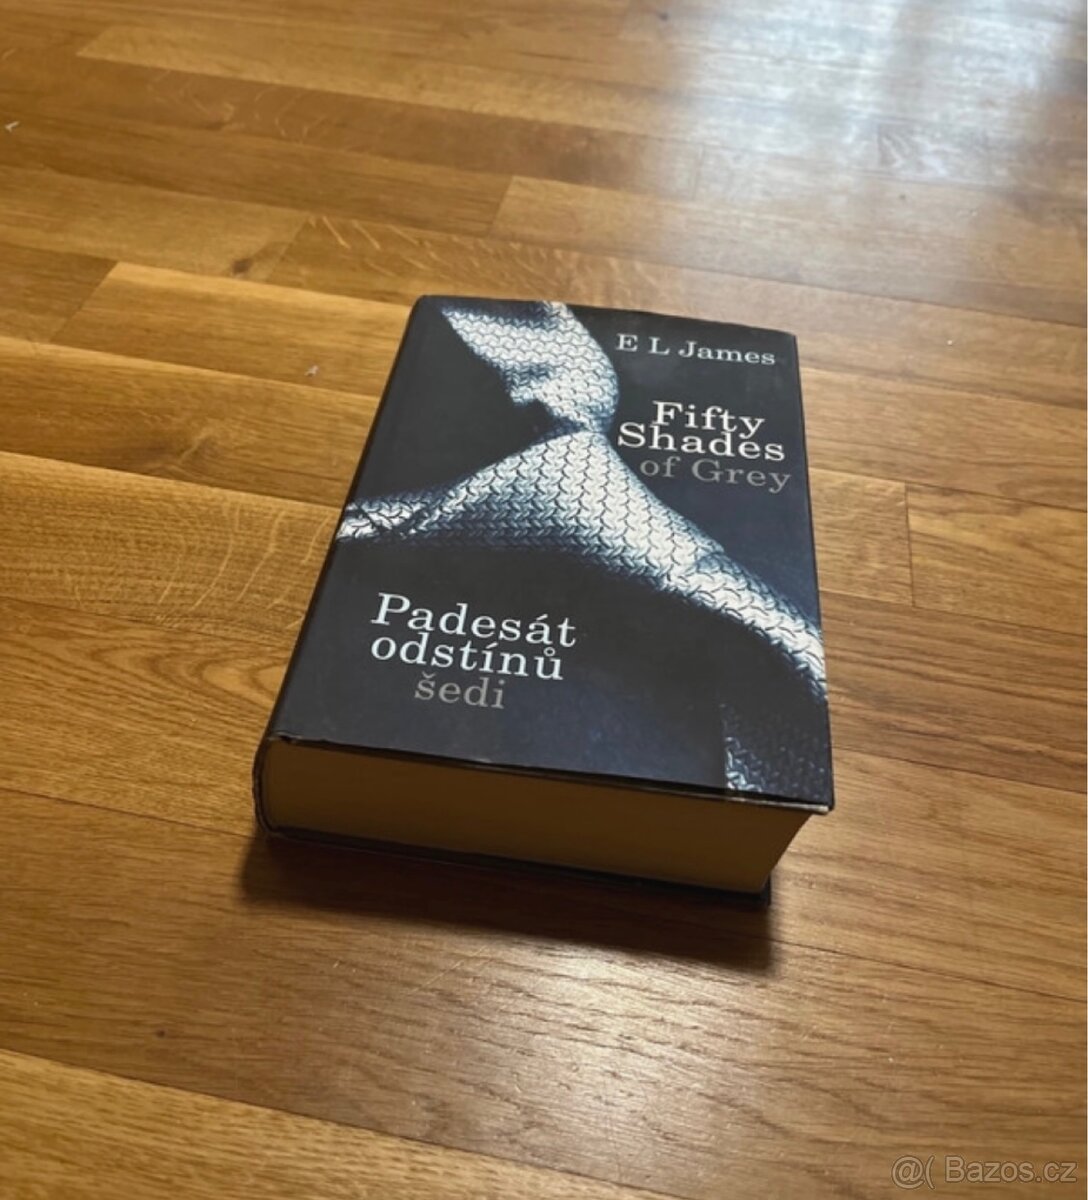 E L James
Fifty
Shades
of Grey
Padesát
odstínů
šedi
@( Bazos.cz